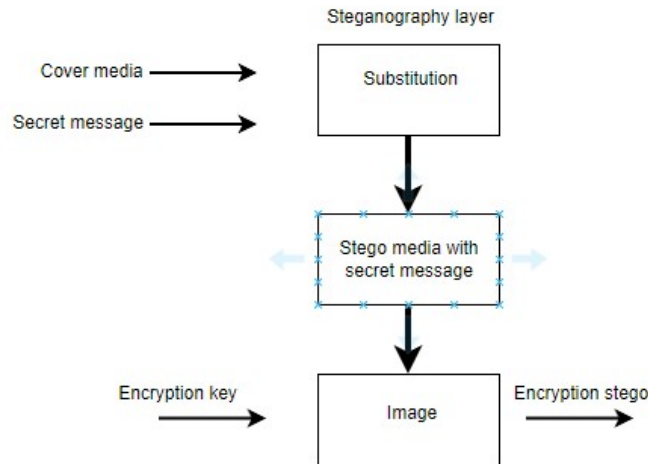 Steganography layer
Cover media
Substitution
Secret message
Stego media with
secret message
Encryption key
Encryption stego
Image